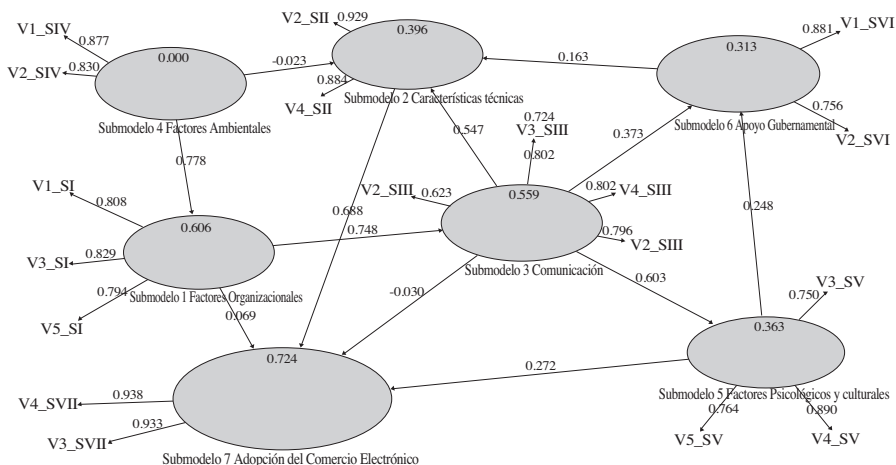 V2_SII
0.929
V1_SIV
0.877
0.396
0.881
V1_SVI
0.313
0.000
-0.023
0.163
V2_SIV
0.830
0.884
V4_SII
Submodelo 2 Características técnicas
0.756
V2_SVI
Submodelo 4 Factores Ambientales
Submodelo 6 Apoyo Gubernamental
0.724
V3_SIII
0.547
0.373
0.802
0.778
V1_SI
0.808
V2_SIII
0.623
0.559
0.802
V4_SIII
0.248
0.688
0.606
0.748
0.796
V2_SIII
V3_SI
0.829
Submodelo 3 Comunicación
0.603
V3_SV
0.750
0.794
Submodelo 1 Factores Organizacionales
-0.030
V5_SI
0.069
0.363
0.724
0.272
Submodelo 5 Factores Psicológicos y culturales
V4_SVII
0.938
0.764
0.890
0.933
V3_SVII
V5_SV
V4_SV
Submodelo 7 Adopción del Comercio Electrónico